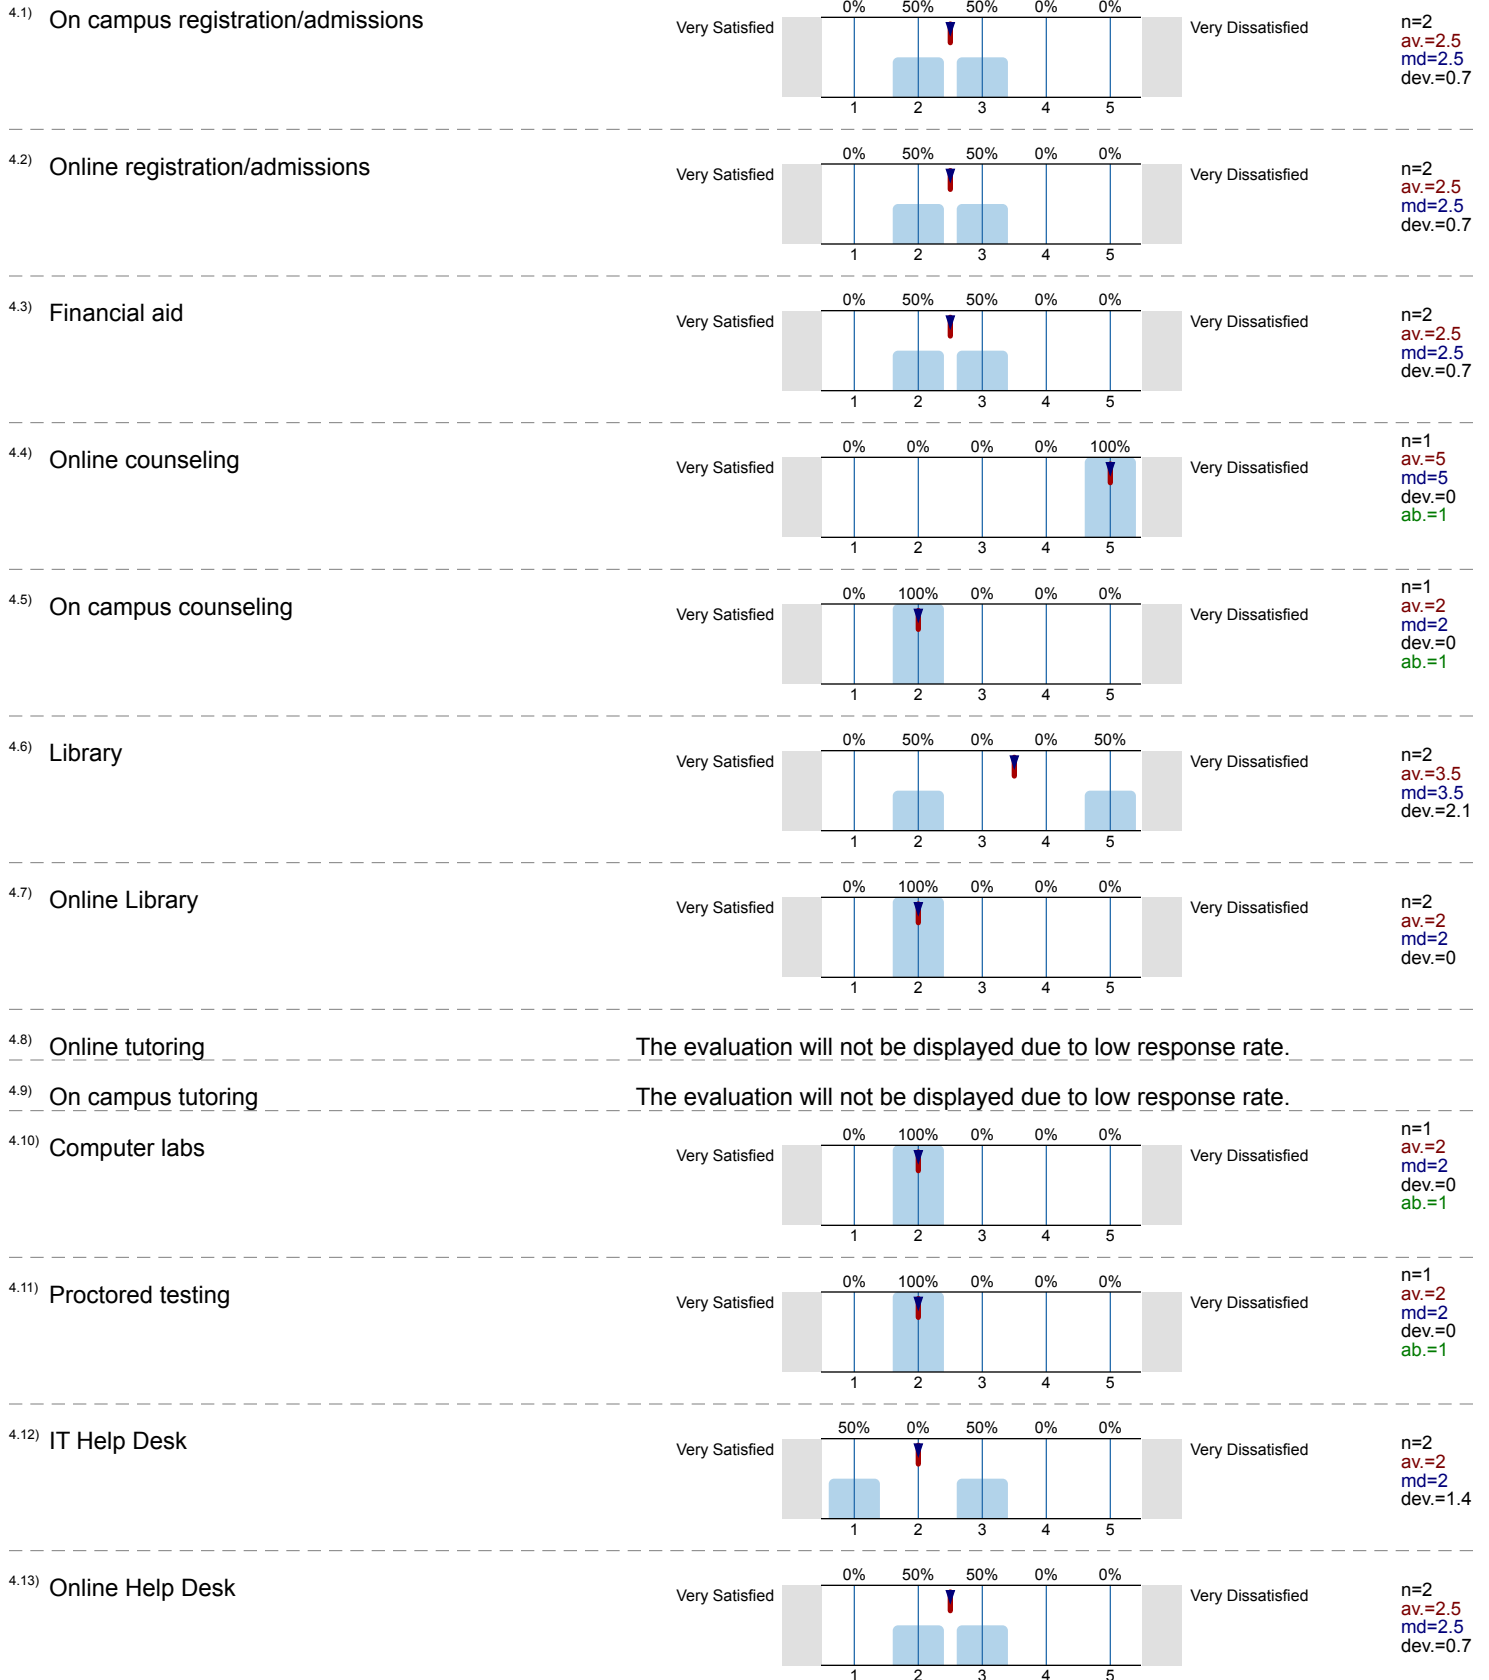 4.1) On campus registration/admissions
0% 50% 50% 0% 0%
Very Satisfied Very Dissatisfied
n=2
av.=2.5
md=2.5
dev.=0.7
1 2 3 4 5
4.2) Online registration/admissions
0% 50% 50% 0% 0%
Very Satisfied Very Dissatisfied
n=2
av.=2.5
md=2.5
dev.=0.7
1 2 3 4 5
4.3) Financial aid
0% 50% 50% 0% 0%
Very Satisfied Very Dissatisfied
n=2
av.=2.5
md=2.5
dev.=0.7
1 2 3 4 5
4.4) Online counseling
0% 0% 0% 0% 100%
Very Satisfied Very Dissatisfied
n=1
av.=5
md=5
dev.=0
ab.=1
1 2 3 4 5
4.5) On campus counseling
0% 100% 0% 0% 0%
Very Satisfied Very Dissatisfied
n=1
av.=2
md=2
dev.=0
ab.=1
1 2 3 4 5
4.6) Library
0% 50% 0% 0% 50%
Very Satisfied Very Dissatisfied
n=2
av.=3.5
md=3.5
dev.=2.1
1 2 3 4 5
4.7) Online Library
0% 100% 0% 0% 0%
Very Satisfied Very Dissatisfied
n=2
av.=2
md=2
dev.=0
1 2 3 4 5
4.8) Online tutoring The evaluation will not be displayed due to low response rate.
4.9) On campus tutoring The evaluation will not be displayed due to low response rate.
4.10) Computer labs
0% 100% 0% 0% 0%
Very Satisfied Very Dissatisfied
n=1
av.=2
md=2
dev.=0
ab.=1
1 2 3 4 5
4.11) Proctored testing
0% 100% 0% 0% 0%
Very Satisfied Very Dissatisfied
n=1
av.=2
md=2
dev.=0
ab.=1
1 2 3 4 5
4.12) IT Help Desk
50% 0% 50% 0% 0%
Very Satisfied Very Dissatisfied
n=2
av.=2
md=2
dev.=1.4
1 2 3 4 5
4.13) Online Help Desk
0% 50% 50% 0% 0%
Very Satisfied Very Dissatisfied
n=2
av.=2.5
md=2.5
dev.=0.7
1 2 3 4 5